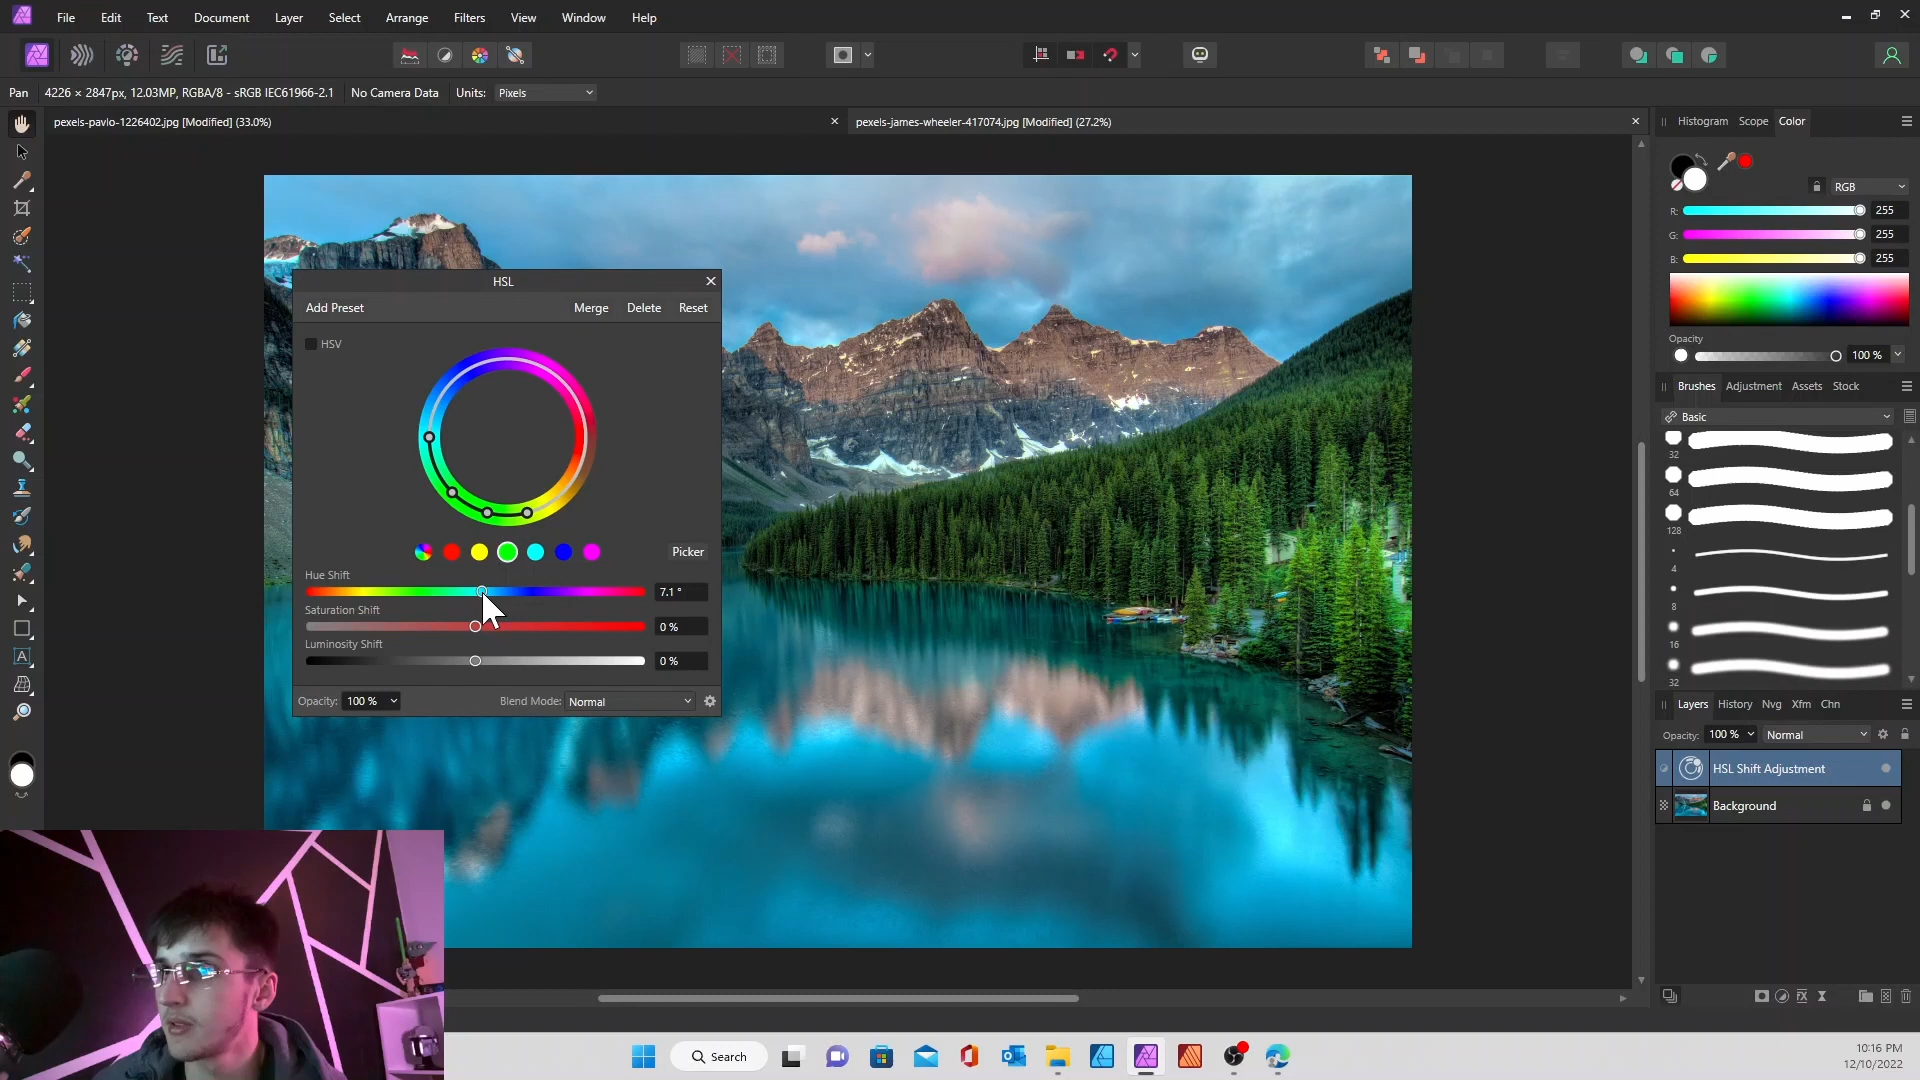 File Edit Text Document Layer Select Arrange Filters View Window Help
Pan 4226 × 2847px, 12.03MP, RGBA/8 - sRGB IEC61966-2.1 No Camera Data Units: Pixels
pexels-pavlo-1226402.jpg [Modified] (33.0%)
pexels-james-wheeler-417074.jpg [Modified] (27.2%)
Histogram Scope Color
RGB
R: 255
G: 255
B: 255
Opacity
100 %
Brushes Adjustment Assets Stock
Basic
32
64
128
4
8
16
32
HSL
Add Preset Merge Delete Reset
HSV
Picker
Hue Shift
7.1 °
Saturation Shift
0 %
Luminosity Shift
0 %
Opacity: 100 % Blend Mode: Normal
Layers History Nvg Xfm Chn
Opacity: 100 % Normal
HSL Shift Adjustment
Background
Search
10:16 PM
12/10/2022